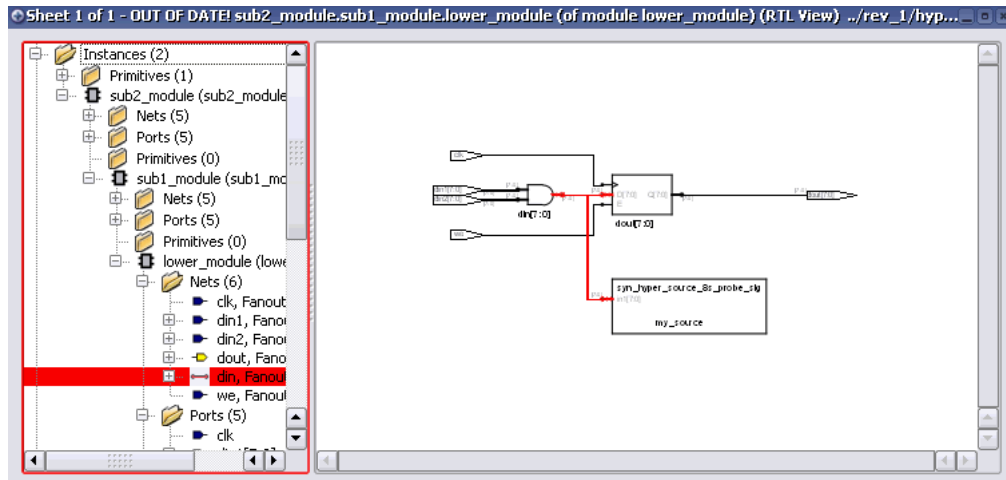 Sheet 1 of 1 - OUT OF DATE! sub2_module.sub1_module.lower_module (of module lower_module) (RTL View) ../rev_1/hyp...
Instances (2)
Primitives (1)
sub2_module (sub2_module
Nets (5)
Ports (5)
Primitives (0)
sub1_module (sub1_mo
Nets (5)
Ports (5)
Primitives (0)
lower_module (lowe
Nets (6)
clk, Fanout
din1, Fanou
din2, Fanou
dout, Fano
din, Fanout
we, Fanout
Ports (5)
clk
clk
din1[7:0]
din2[7:0]
din[7:0]
we
D[7:0] Q[7:0]
E
dout[7:0]
dout[7:0]
syn_hyper_source_8s_probe_sig
in1[7:0]
my_source